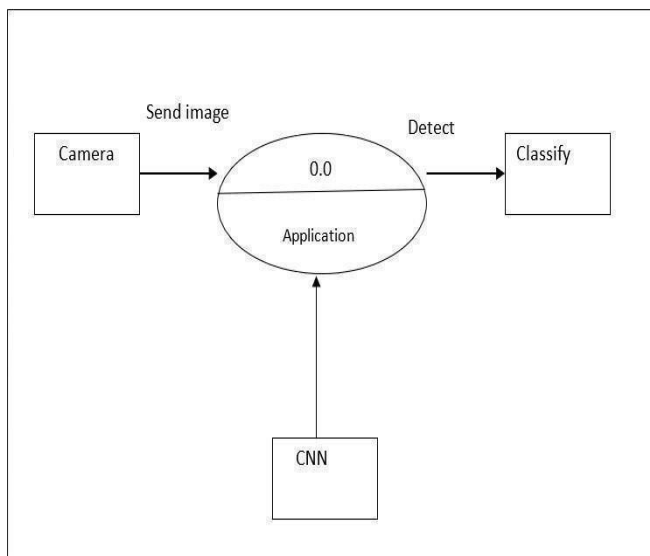 Send image
Detect
Camera
0.0
Classify
Application
CNN